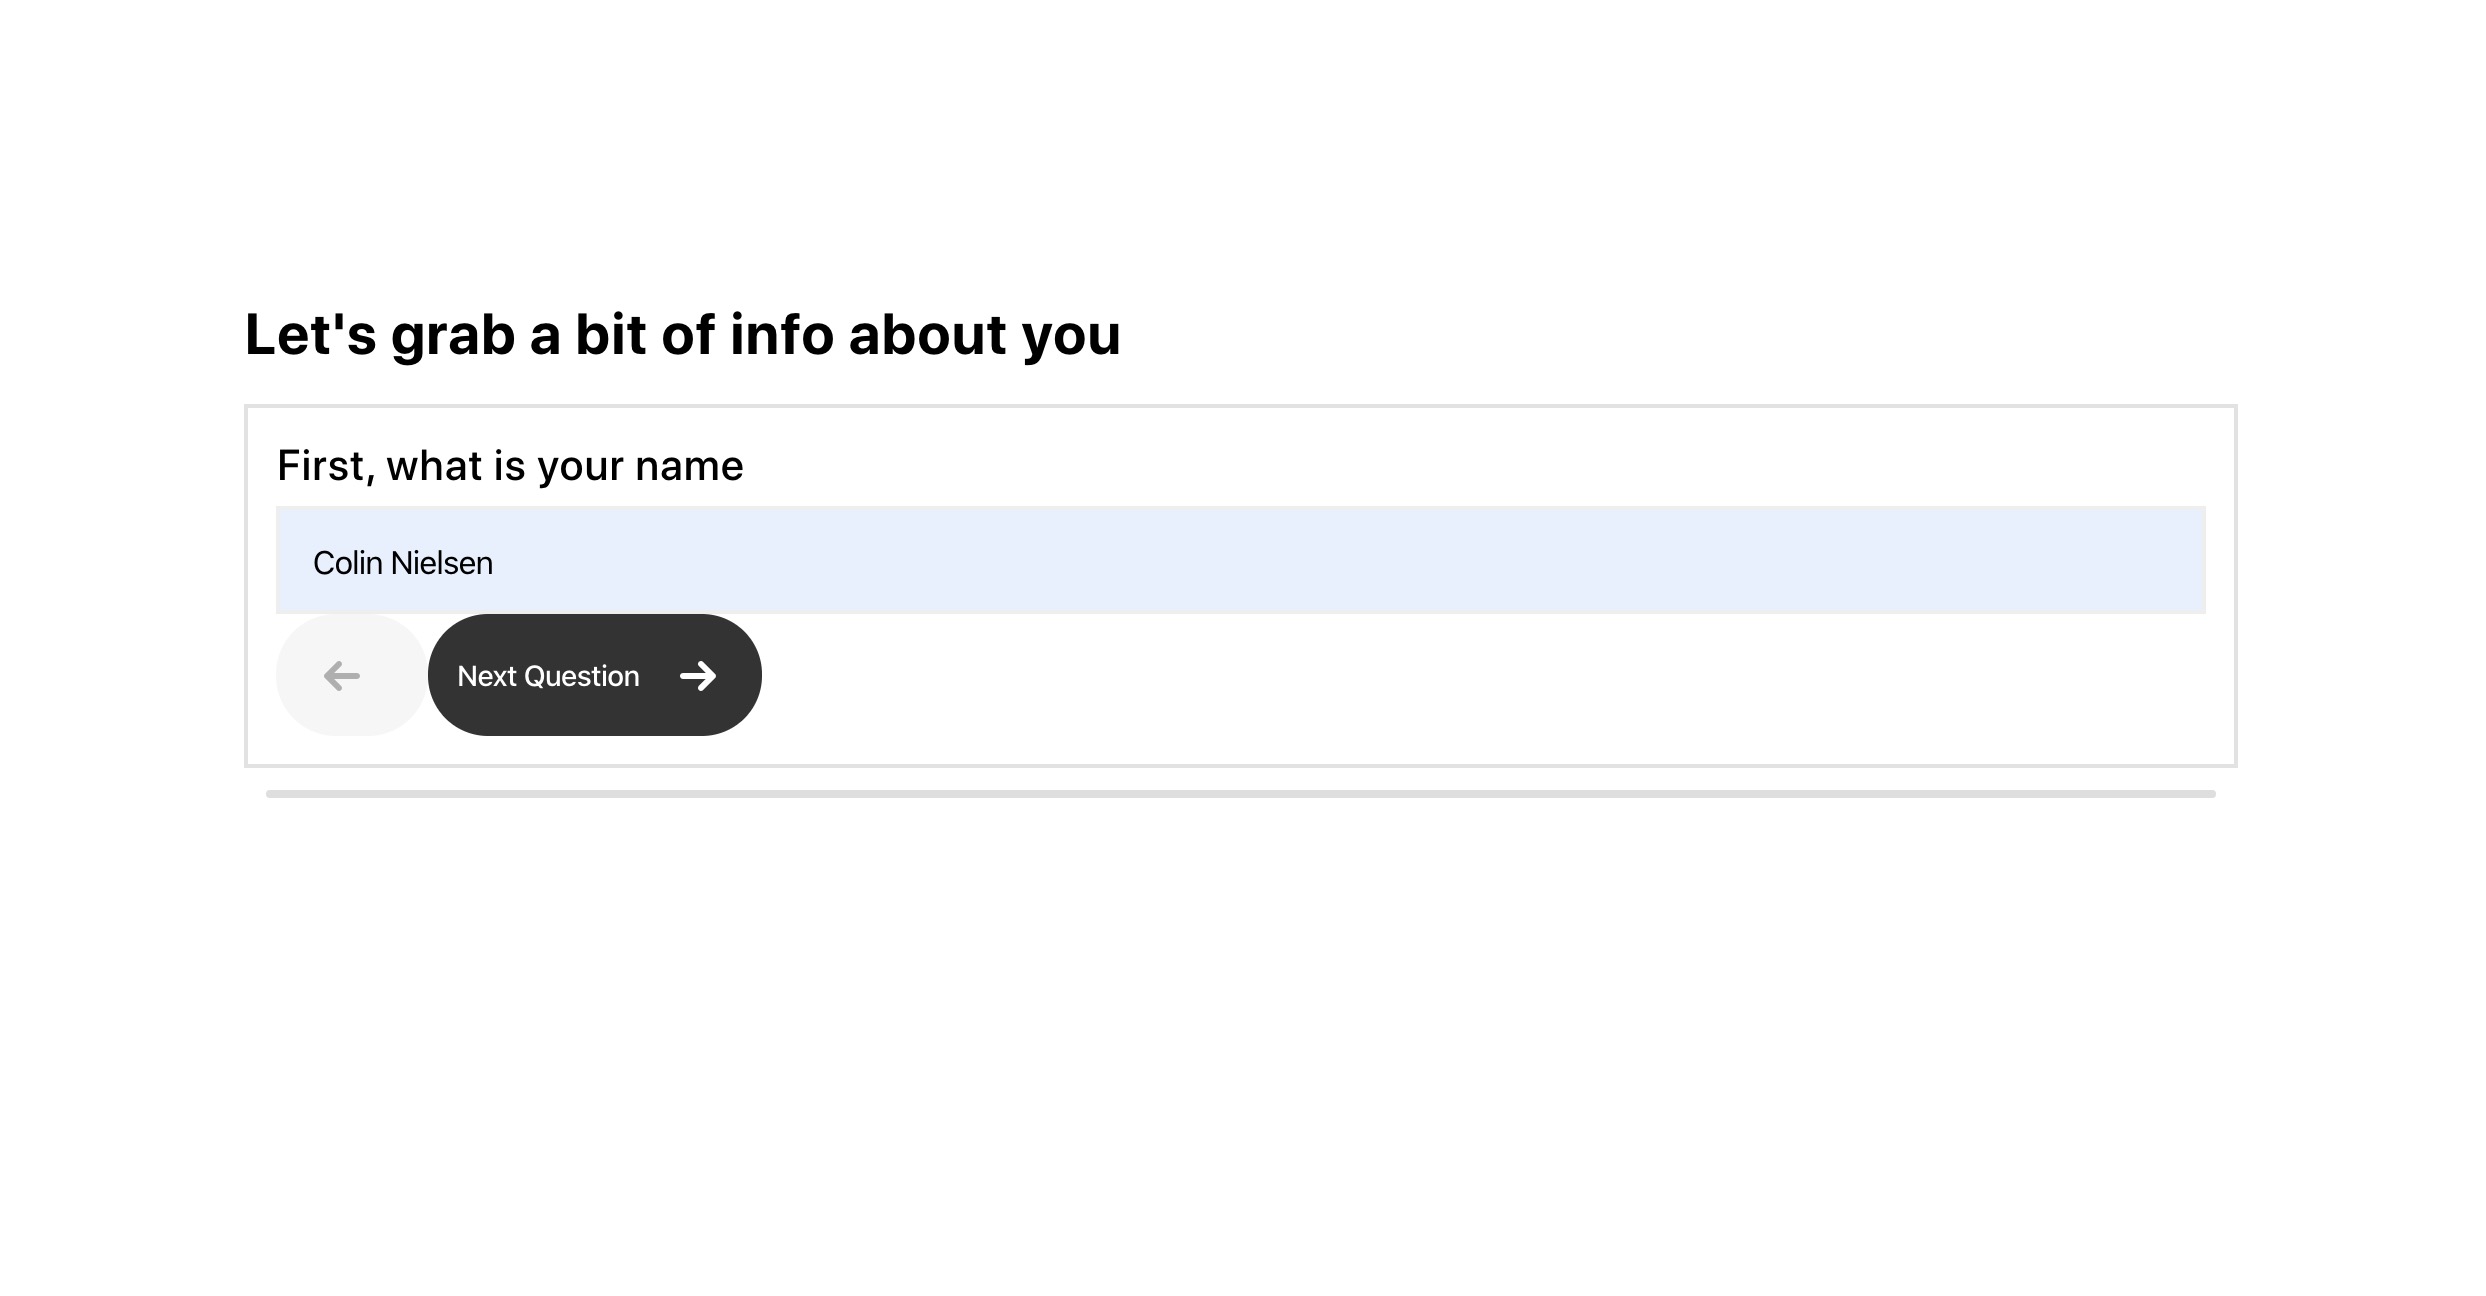 Let's grab a bit of info about you
First, what is your name
Colin Nielsen
Next Question